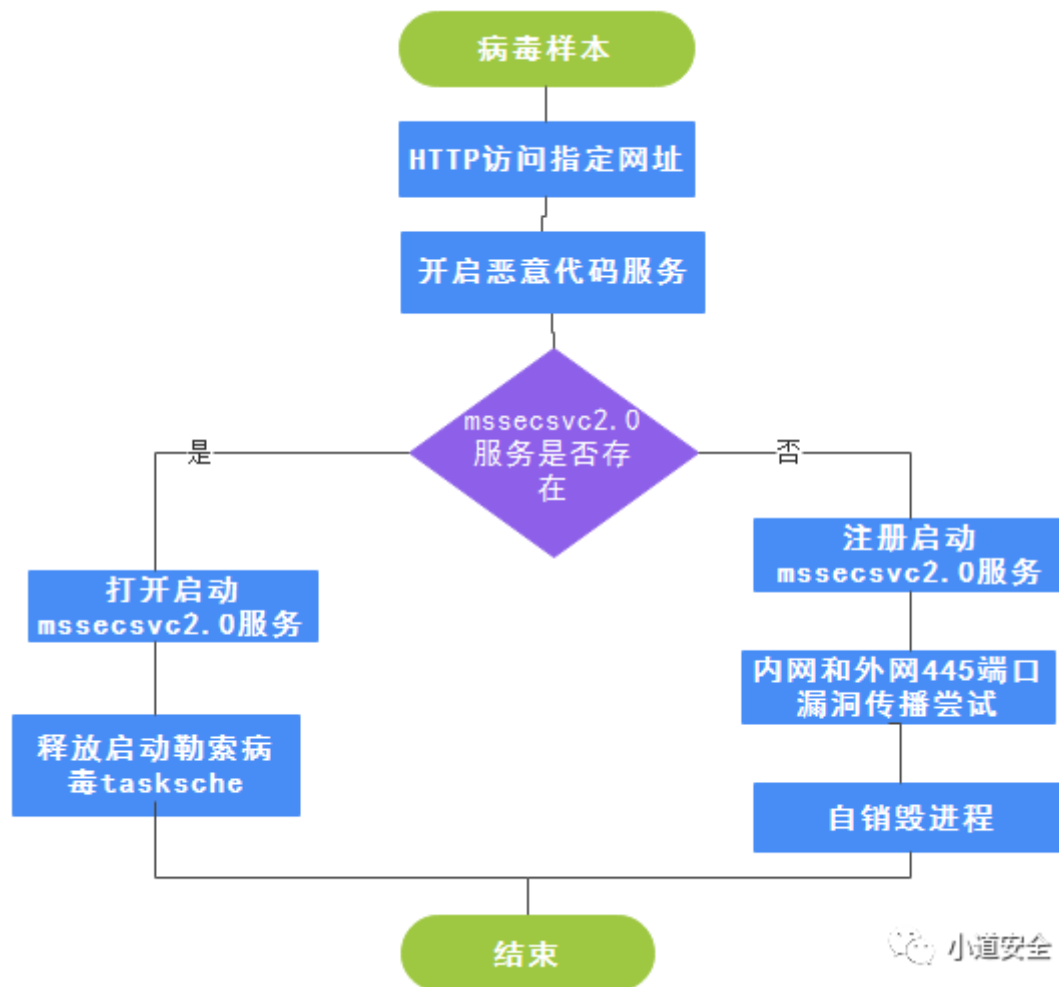 病毒样本
HTTP访问指定网址
开启恶意代码服务
mssecsvc2.0
服务是否存
在
是
否
注册启动
mssecsvc2.0服务
打开启动
mssecsvc2.0服务
内网和外网445端口
漏洞传播尝试
释放启动勒索病
毒tasksche
自销毁进程
结束
小道安全